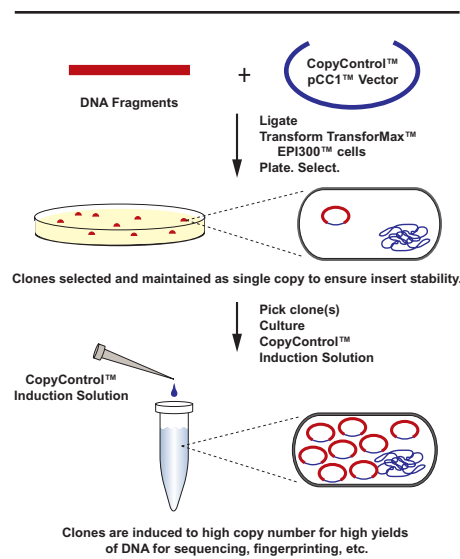 CopyControl™
pCC1™ Vector
+
DNA Fragments
Ligate
Transform TransforMax™
EPI300™ cells
Plate. Select.
Clones selected and maintained as single copy to ensure insert stability.
Pick clone(s)
Culture
CopyControl™
Induction Solution
CopyControl™
Induction Solution
Clones are induced to high copy number for high yields
of DNA for sequencing, fingerprinting, etc.